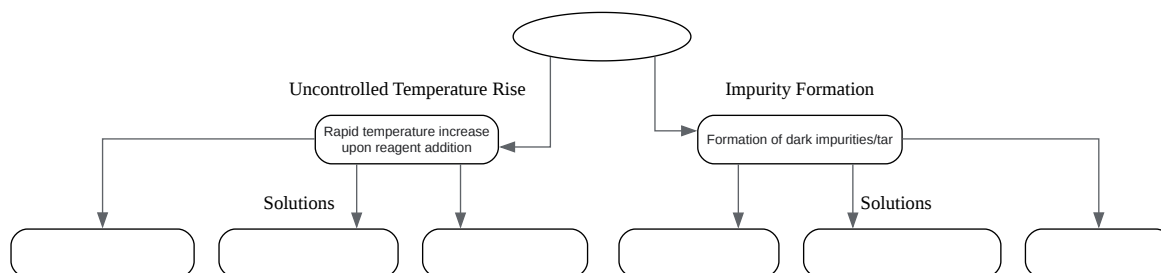 Uncontrolled Temperature Rise
Impurity Formation
Rapid temperature increase
upon reagent addition
Formation of dark impurities/tar
Solutions
Solutions